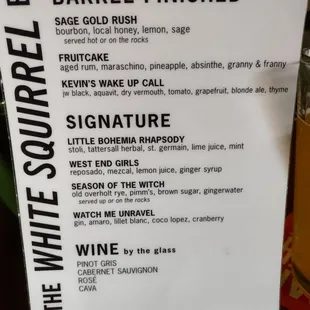 BARREL FINISHED
SAGE GOLD RUSH
bourbon, local honey, lemon, sage
served hot or on the rocks
FRUITCAKE
aged rum, maraschino, pineapple, absinthe, granny & franny
KEVIN'S WAKE UP CALL
jw black, aquavit, dry vermouth, tomato, grapefruit, blonde ale, thyme
SIGNATURE
LITTLE BOHEMIA RHAPSODY
stoli, tattersall herbal, st. germain, lime juice, mint
WEST END GIRLS
reposado, mezcal, lemon juice, ginger syrup
SEASON OF THE WITCH
old overholt rye, pimm's, brown sugar, gingerwater
served up or on the rocks
WATCH ME UNRAVEL
gin, amaro, lillet blanc, coco lopez, cranberry
WINE by the glass
PINOT GRIS
CABERNET SAUVIGNON
ROSÉ
CAVA
THE WHITE SQUIRREL B